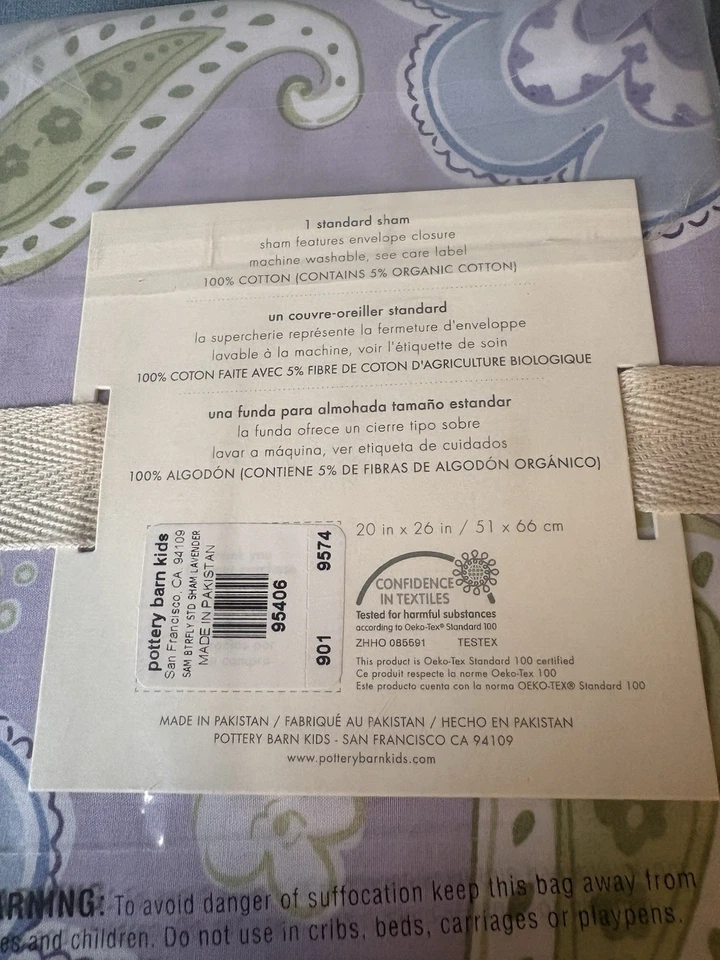 1 standard sham
sham features envelope closure
machine washable, see care label
100% COTTON (CONTAINS 5% ORGANIC COTTON)
un couvre-oreiller standard
la supercherie représente la fermeture d'enveloppe
lavable à la machine, voir l'étiquette de soin
100% COTON FAITE AVEC 5% FIBRE DE COTON D'AGRICULTURE BIOLOGIQUE
una funda para almohada tamaño estandar
la funda ofrece un cierre tipo sobre
lavar a máquina, ver etiqueta de cuidados
100% ALGODÓN (CONTIENE 5% DE FIBRAS DE ALGODÓN ORGÁNICO)
pottery barn kids
San Francisco, CA 94109
SAM BTRFLY STD SHAM LAVENDER
MADE IN PAKISTAN
95406
901 9574
20 in x 26 in / 51 x 66 cm
CONFIDENCE
IN TEXTILES
Tested for harmful substances
according to Oeko-Tex® Standard 100
ZHHO 085591 TESTEX
This product is Oeko-Tex Standard 100 certified
Ce produit respecte la norme Oeko-Tex 100
Este producto cuenta con la norma OEKO-TEX® Standard 100
MADE IN PAKISTAN / FABRIQUÉ AU PAKISTAN / HECHO EN PAKISTAN
POTTERY BARN KIDS - SAN FRANCISCO CA 94109
www.potterybarnkids.com
RNING: To avoid danger of suffocation keep this bag away from
es and children. Do not use in cribs, beds, carriages or playpens.